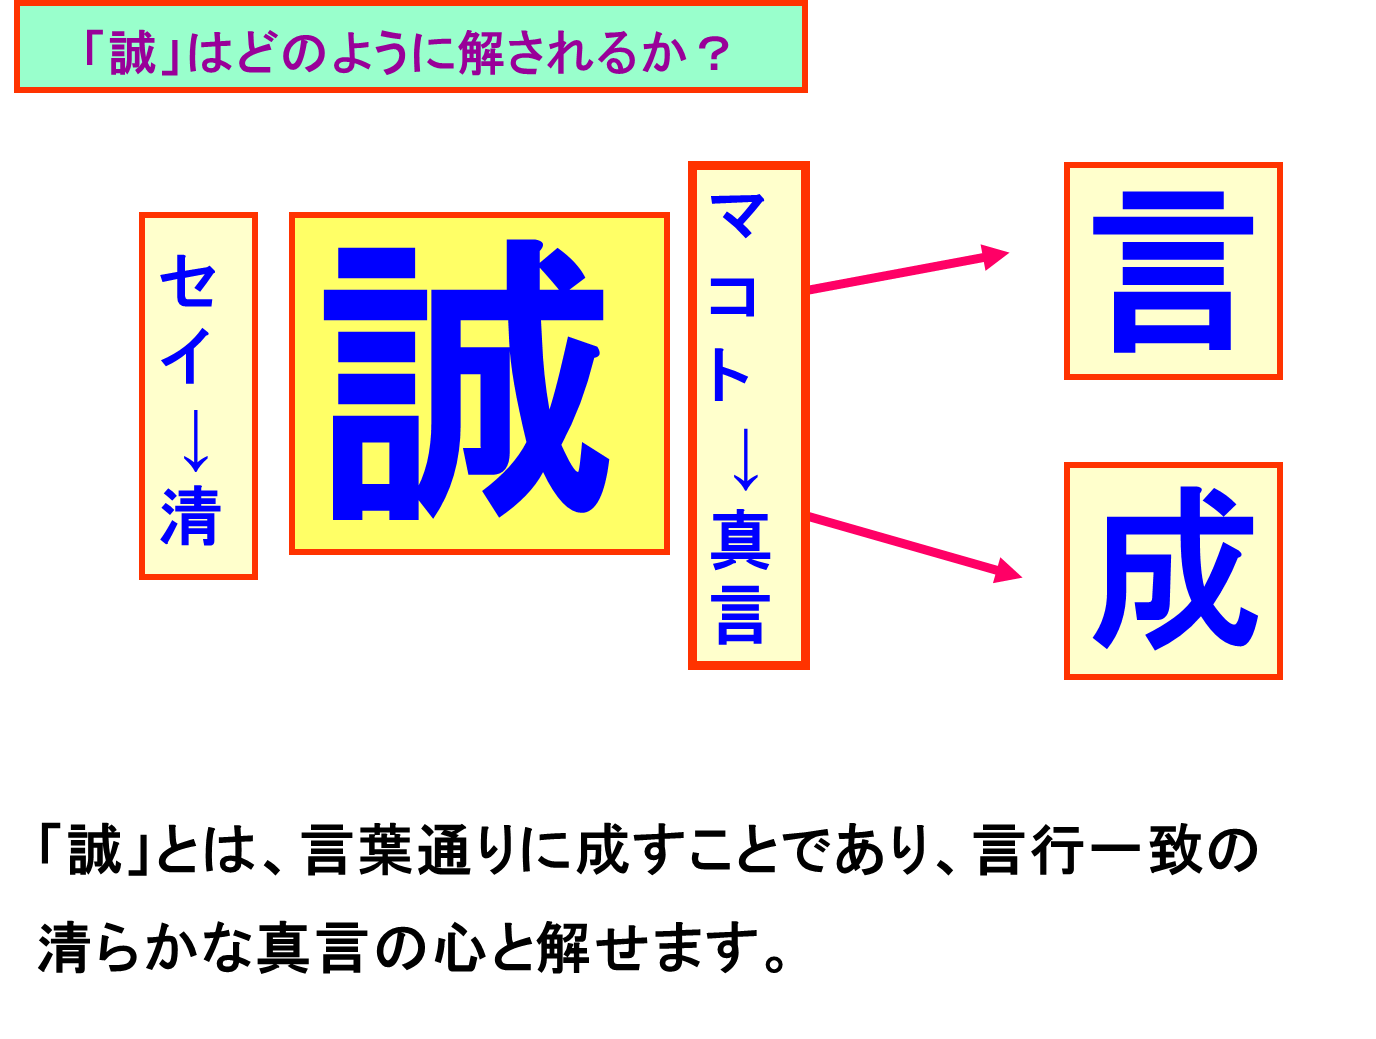 「誠」はどのように解されるか？
セイ→清
誠
マコト→真言
言
成
「誠」とは、言葉通りに成すことであり、言行一致の
清らかな真言の心と解せます。